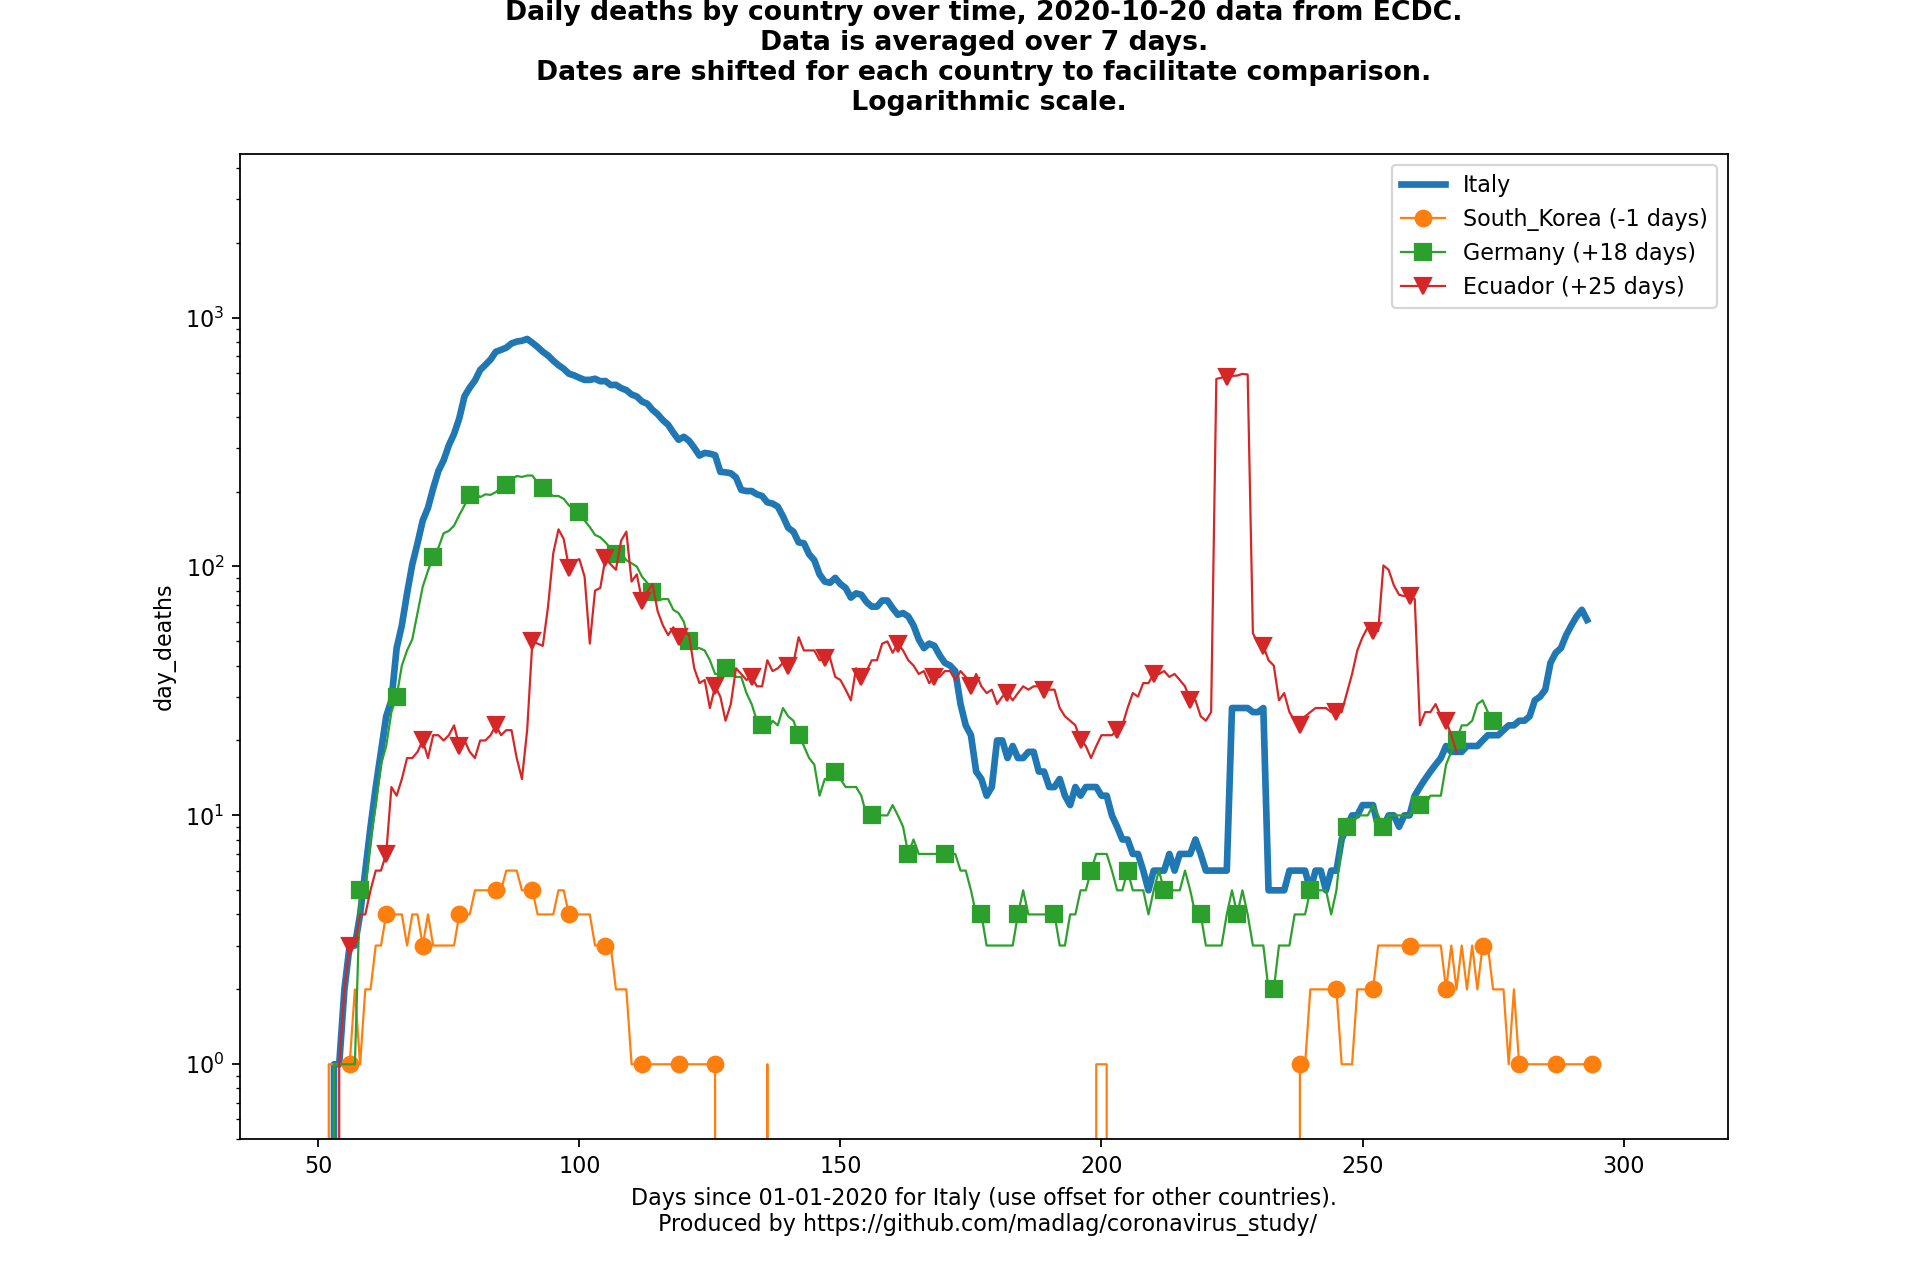 Daily deaths by country over time, 2020-10-20 data from ECDC.
Data is averaged over 7 days.
Dates are shifted for each country to facilitate comparison.
Logarithmic scale.
Italy
South_Korea (-1 days)
Germany (+18 days)
Ecuador (+25 days)
day_deaths
10³
10²
10¹
10⁰
50 100 150 200 250 300
Days since 01-01-2020 for Italy (use offset for other countries).
Produced by https://github.com/madlag/coronavirus_study/